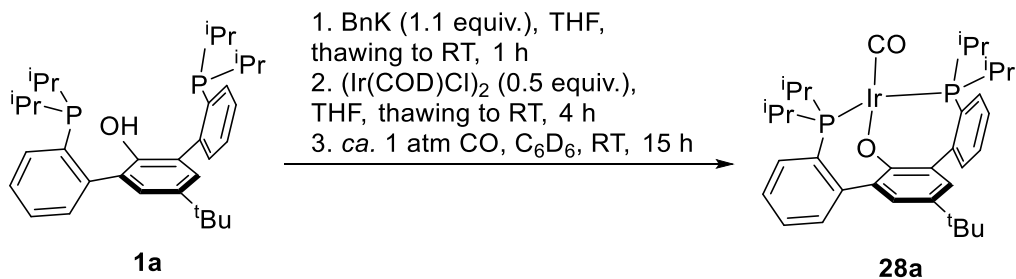 1. BnK (1.1 equiv.), THF,
thawing to RT, 1 h
2. (Ir(COD)Cl)₂ (0.5 equiv.),
THF, thawing to RT, 4 h
3. ca. 1 atm CO, C₆D₆, RT, 15 h
ⁱPr
ⁱPr
P
ⁱPr
ⁱPr
P
OH
ᵗBu
1a
CO
ⁱPr
ⁱPr
Ir
P
ⁱPr
ⁱPr
P
O
ᵗBu
28a